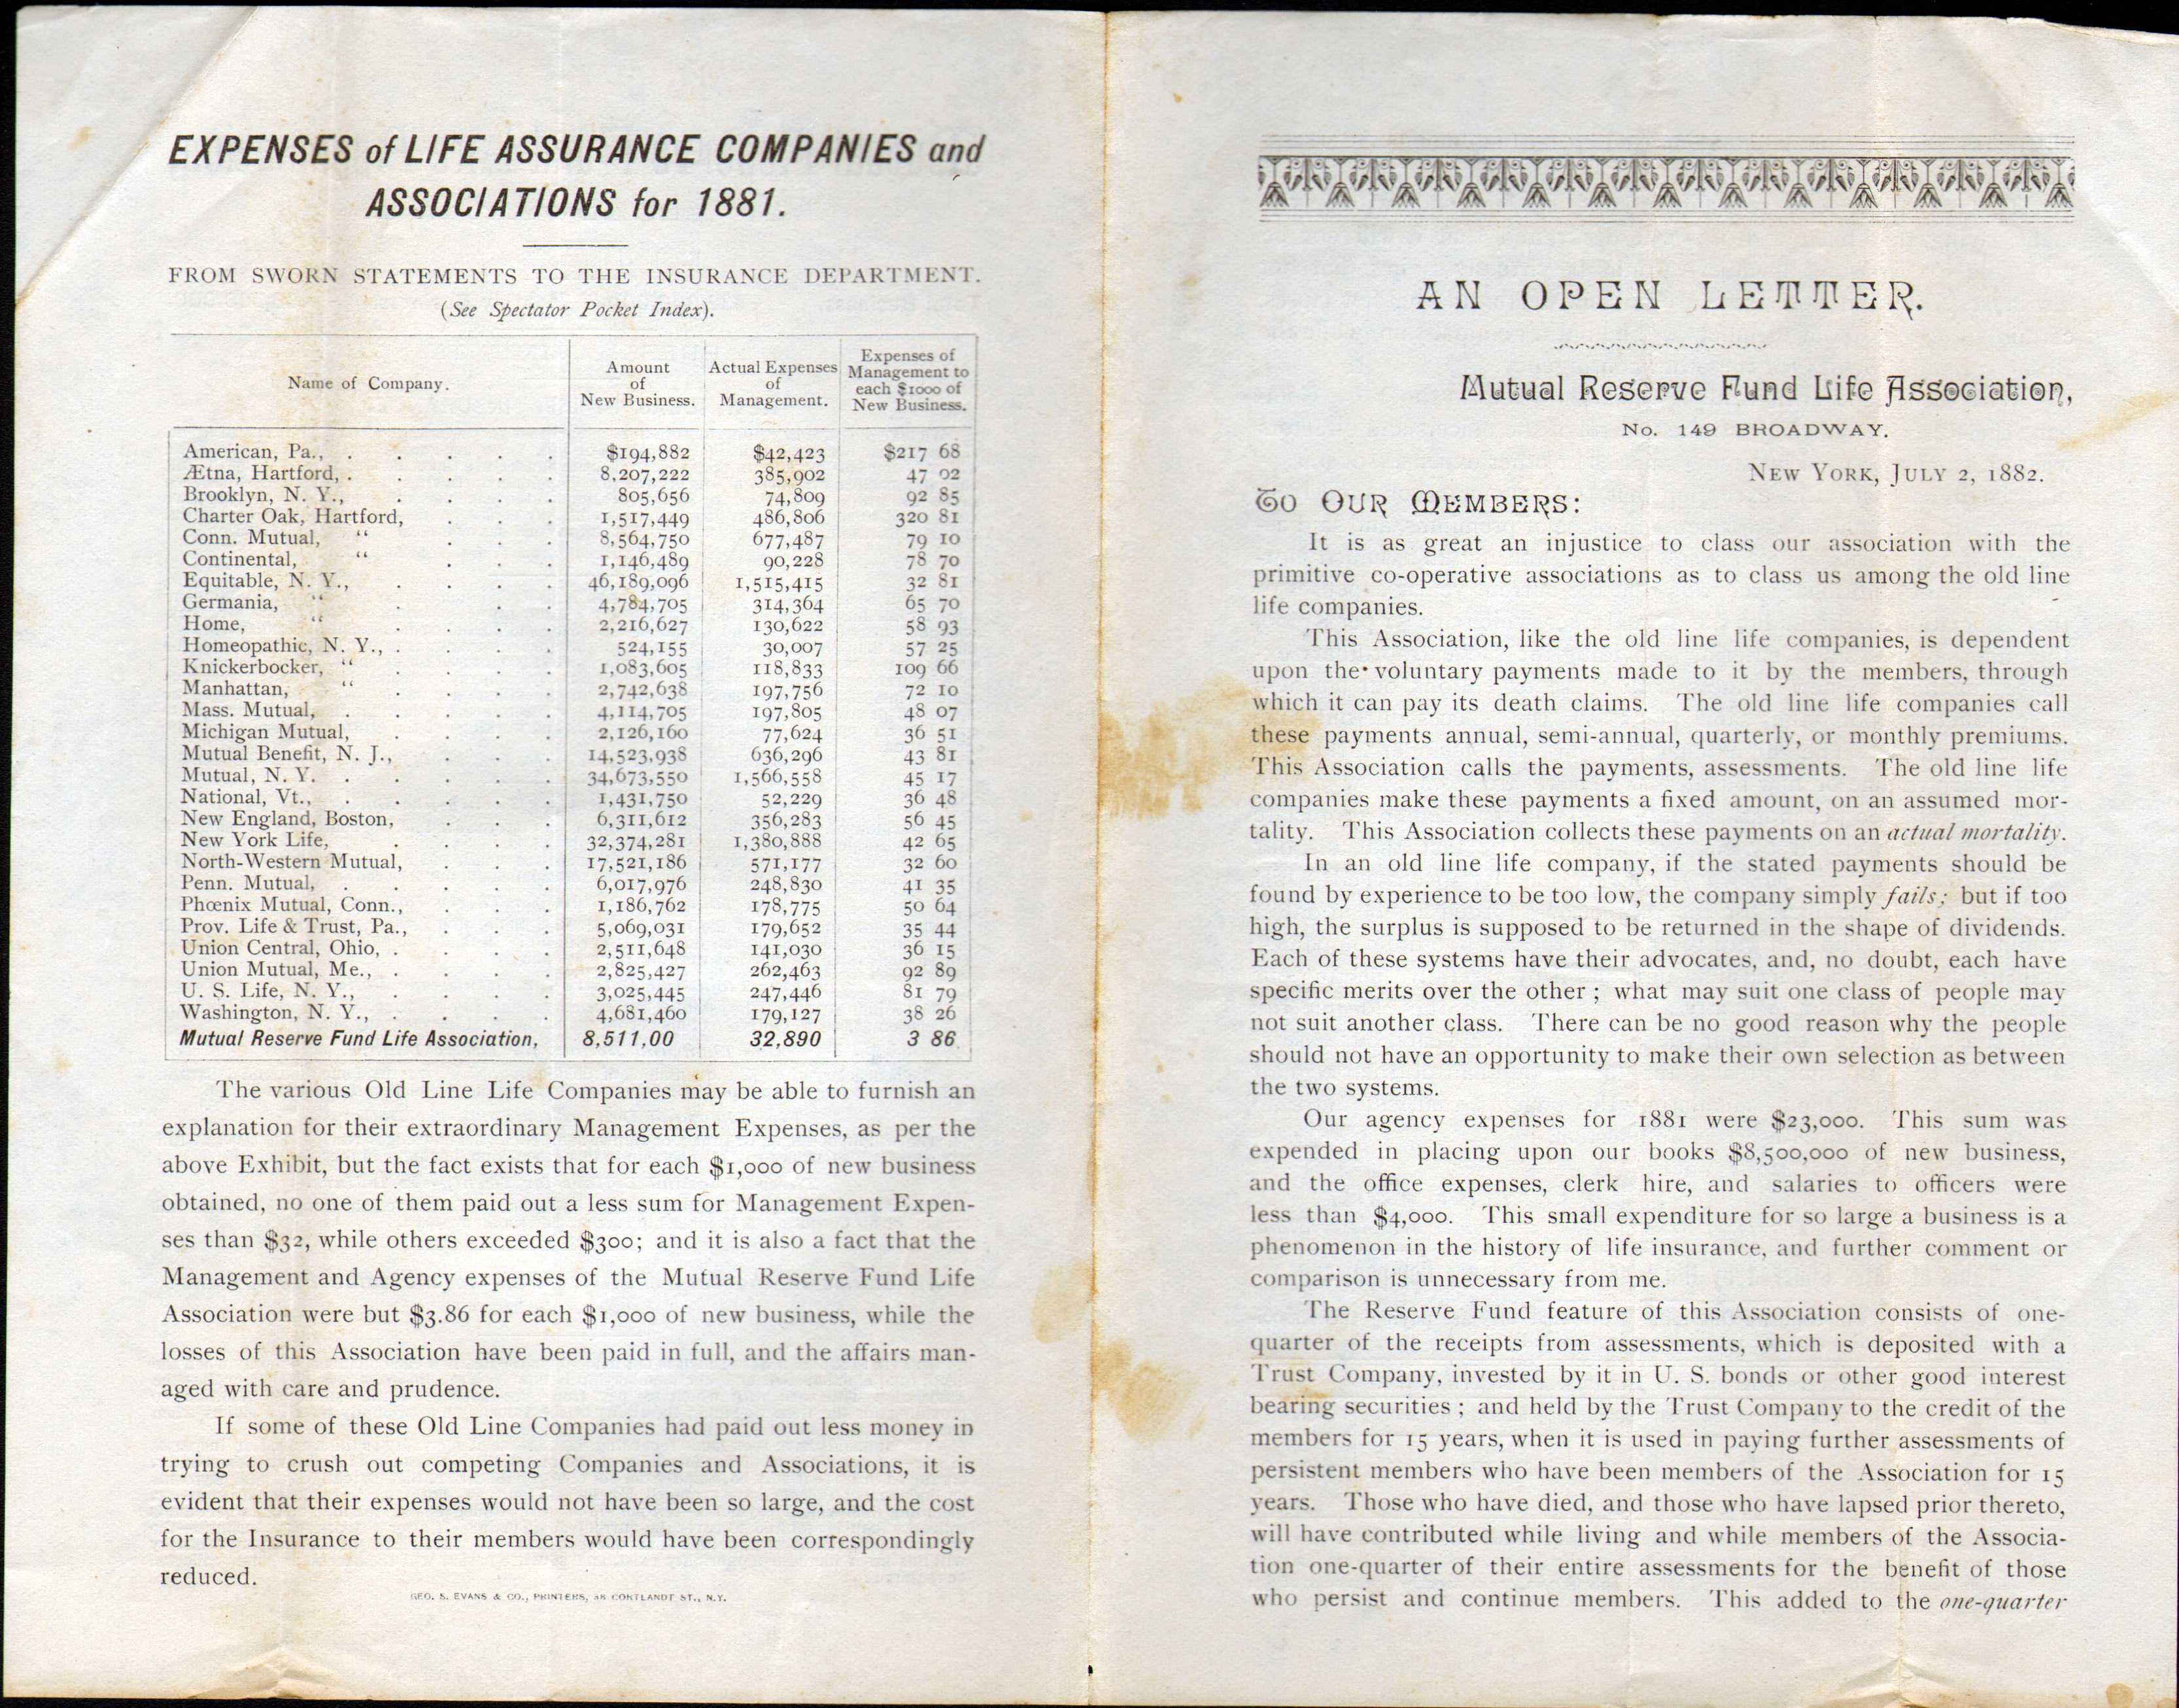 EXPENSES of LIFE ASSURANCE COMPANIES and
ASSOCIATIONS for 1881.
FROM SWORN STATEMENTS TO THE INSURANCE DEPARTMENT.
(See Spectator Pocket Index).
Name of Company. Amount of New Business. Actual Expenses of Management. Expenses of Management to each $1000 of New Business.
American, Pa., . . . . . $194,882 $42,423 $217 68
Ætna, Hartford, . . . . . 8,207,222 385,902 47 02
Brooklyn, N. Y., . . . . 805,656 74,809 92 85
Charter Oak, Hartford, . . . 1,517,449 486,806 320 81
Conn. Mutual, “ . . . 8,564,750 677,487 79 10
Continental, “ . . . 1,146,489 90,228 78 70
Equitable, N. Y., . . . . 46,189,096 1,515,415 32 81
Germania, “ . . . 4,784,705 314,364 65 70
Home, “ . . . . 2,216,627 130,622 58 93
Homeopathic, N. Y., . . . . 524,155 30,007 57 25
Knickerbocker, “ . . . . 1,083,605 118,833 109 66
Manhattan, “ . . . . 2,742,638 197,756 72 10
Mass. Mutual, . . . . . 4,114,705 197,805 48 07
Michigan Mutual, . . . . 2,126,160 77,624 36 51
Mutual Benefit, N. J., . . . 14,523,938 636,296 43 81
Mutual, N. Y. . . . . . 34,673,550 1,566,558 45 17
National, Vt., . . . . . 1,431,750 52,229 36 48
New England, Boston, . . . 6,311,612 356,283 56 45
New York Life, . . . . 32,374,281 1,380,888 42 65
North-Western Mutual, . . . 17,521,186 571,177 32 60
Penn. Mutual, . . . . . 6,017,976 248,830 41 35
Phœnix Mutual, Conn., . . . 1,186,762 178,775 50 64
Prov. Life & Trust, Pa., . . . 5,069,031 179,652 35 44
Union Central, Ohio, . . . . 2,511,648 141,030 36 15
Union Mutual, Me., . . . . 2,825,427 262,463 92 89
U. S. Life, N. Y., . . . . 3,025,445 247,446 81 79
Washington, N. Y., . . . . 4,681,460 179,127 38 26
Mutual Reserve Fund Life Association, 8,511,00 32,890 3 86
The various Old Line Life Companies may be able to furnish an
explanation for their extraordinary Management Expenses, as per the
above Exhibit, but the fact exists that for each $1,000 of new business
obtained, no one of them paid out a less sum for Management Expen-
ses than $32, while others exceeded $300; and it is also a fact that the
Management and Agency expenses of the Mutual Reserve Fund Life
Association were but $3.86 for each $1,000 of new business, while the
losses of this Association have been paid in full, and the affairs man-
aged with care and prudence.
If some of these Old Line Companies had paid out less money in
trying to crush out competing Companies and Associations, it is
evident that their expenses would not have been so large, and the cost
for the Insurance to their members would have been correspondingly
reduced.
GEO. S. EVANS & CO., PRINTERS, 38 CORTLANDT ST., N.Y.
AN OPEN LETTER.
Mutual Reserve Fund Life Association,
No. 149 BROADWAY.
NEW YORK, JULY 2, 1882.
TO OUR MEMBERS:
It is as great an injustice to class our association with the
primitive co-operative associations as to class us among the old line
life companies.
This Association, like the old line life companies, is dependent
upon the voluntary payments made to it by the members, through
which it can pay its death claims. The old line life companies call
these payments annual, semi-annual, quarterly, or monthly premiums.
This Association calls the payments, assessments. The old line life
companies make these payments a fixed amount, on an assumed mor-
tality. This Association collects these payments on an actual mortality.
In an old line life company, if the stated payments should be
found by experience to be too low, the company simply fails; but if too
high, the surplus is supposed to be returned in the shape of dividends.
Each of these systems have their advocates, and, no doubt, each have
specific merits over the other ; what may suit one class of people may
not suit another class. There can be no good reason why the people
should not have an opportunity to make their own selection as between
the two systems.
Our agency expenses for 1881 were $23,000. This sum was
expended in placing upon our books $8,500,000 of new business,
and the office expenses, clerk hire, and salaries to officers were
less than $4,000. This small expenditure for so large a business is a
phenomenon in the history of life insurance, and further comment or
comparison is unnecessary from me.
The Reserve Fund feature of this Association consists of one-
quarter of the receipts from assessments, which is deposited with a
Trust Company, invested by it in U. S. bonds or other good interest
bearing securities ; and held by the Trust Company to the credit of the
members for 15 years, when it is used in paying further assessments of
persistent members who have been members of the Association for 15
years. Those who have died, and those who have lapsed prior thereto,
will have contributed while living and while members of the Associa-
tion one-quarter of their entire assessments for the benefit of those
who persist and continue members. This added to the one-quarter